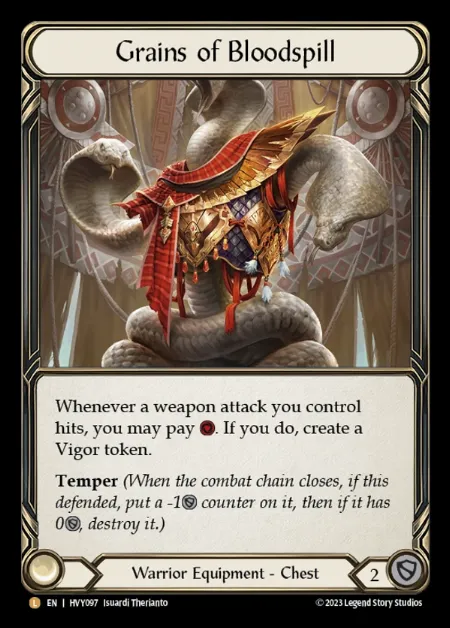 Grains of Bloodspill
Whenever a weapon attack you control
hits, you may pay . If you do, create a
Vigor token.
Temper (When the combat chain closes, if this
defended, put a -1 counter on it, then if it has
0, destroy it.)
Warrior Equipment - Chest
2
L EN | HVY097 Isuardi Therianto
© 2023 Legend Story Studios